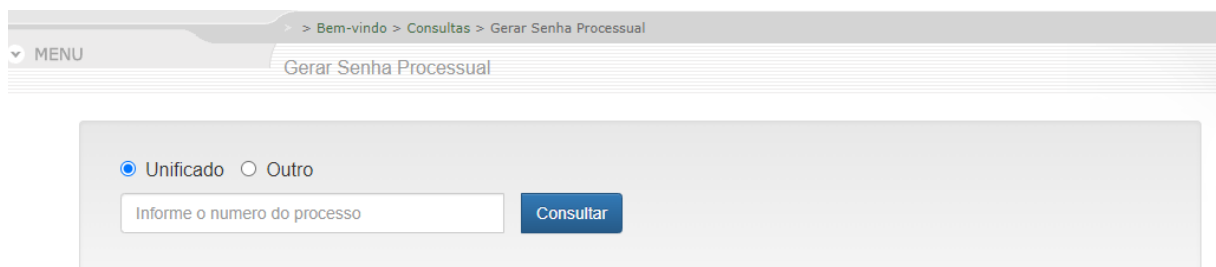 > > Bem-vindo > Consultas > Gerar Senha Processual
MENU
Gerar Senha Processual
Unificado Outro
Informe o numero do processo Consultar